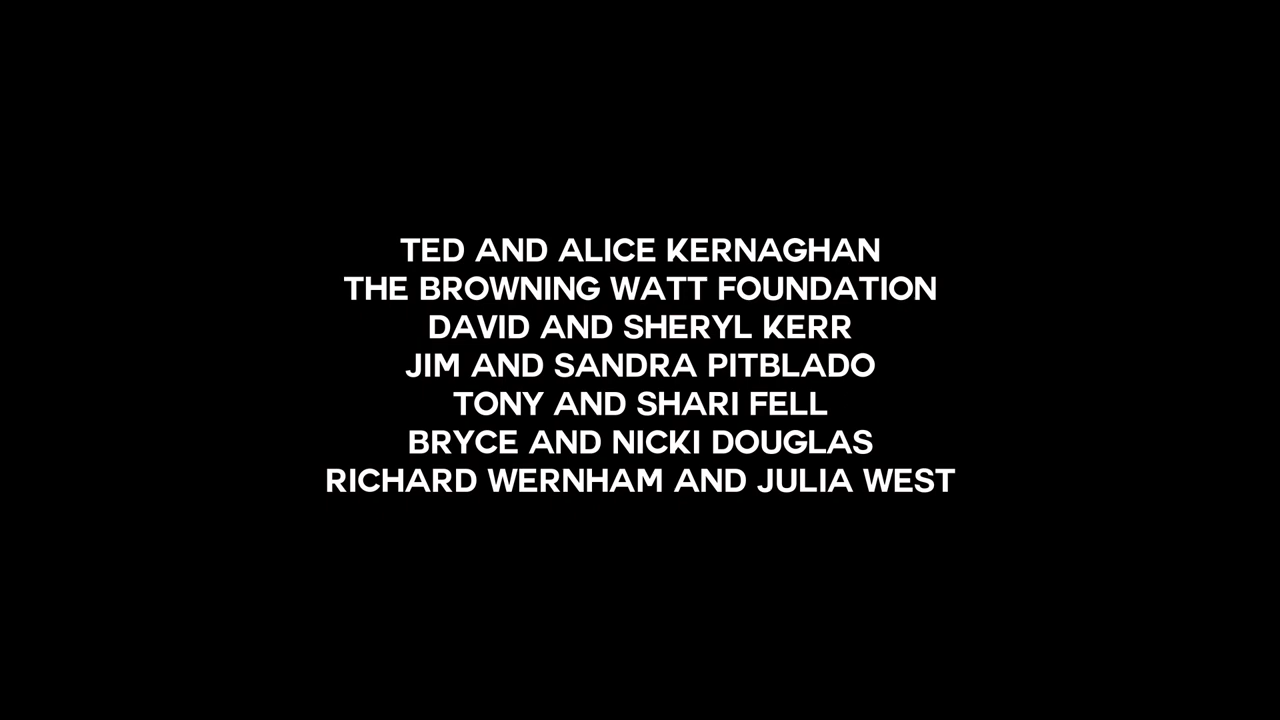 TED AND ALICE KERNAGHAN
THE BROWNING WATT FOUNDATION
DAVID AND SHERYL KERR
JIM AND SANDRA PITBLADO
TONY AND SHARI FELL
BRYCE AND NICKI DOUGLAS
RICHARD WERNHAM AND JULIA WEST